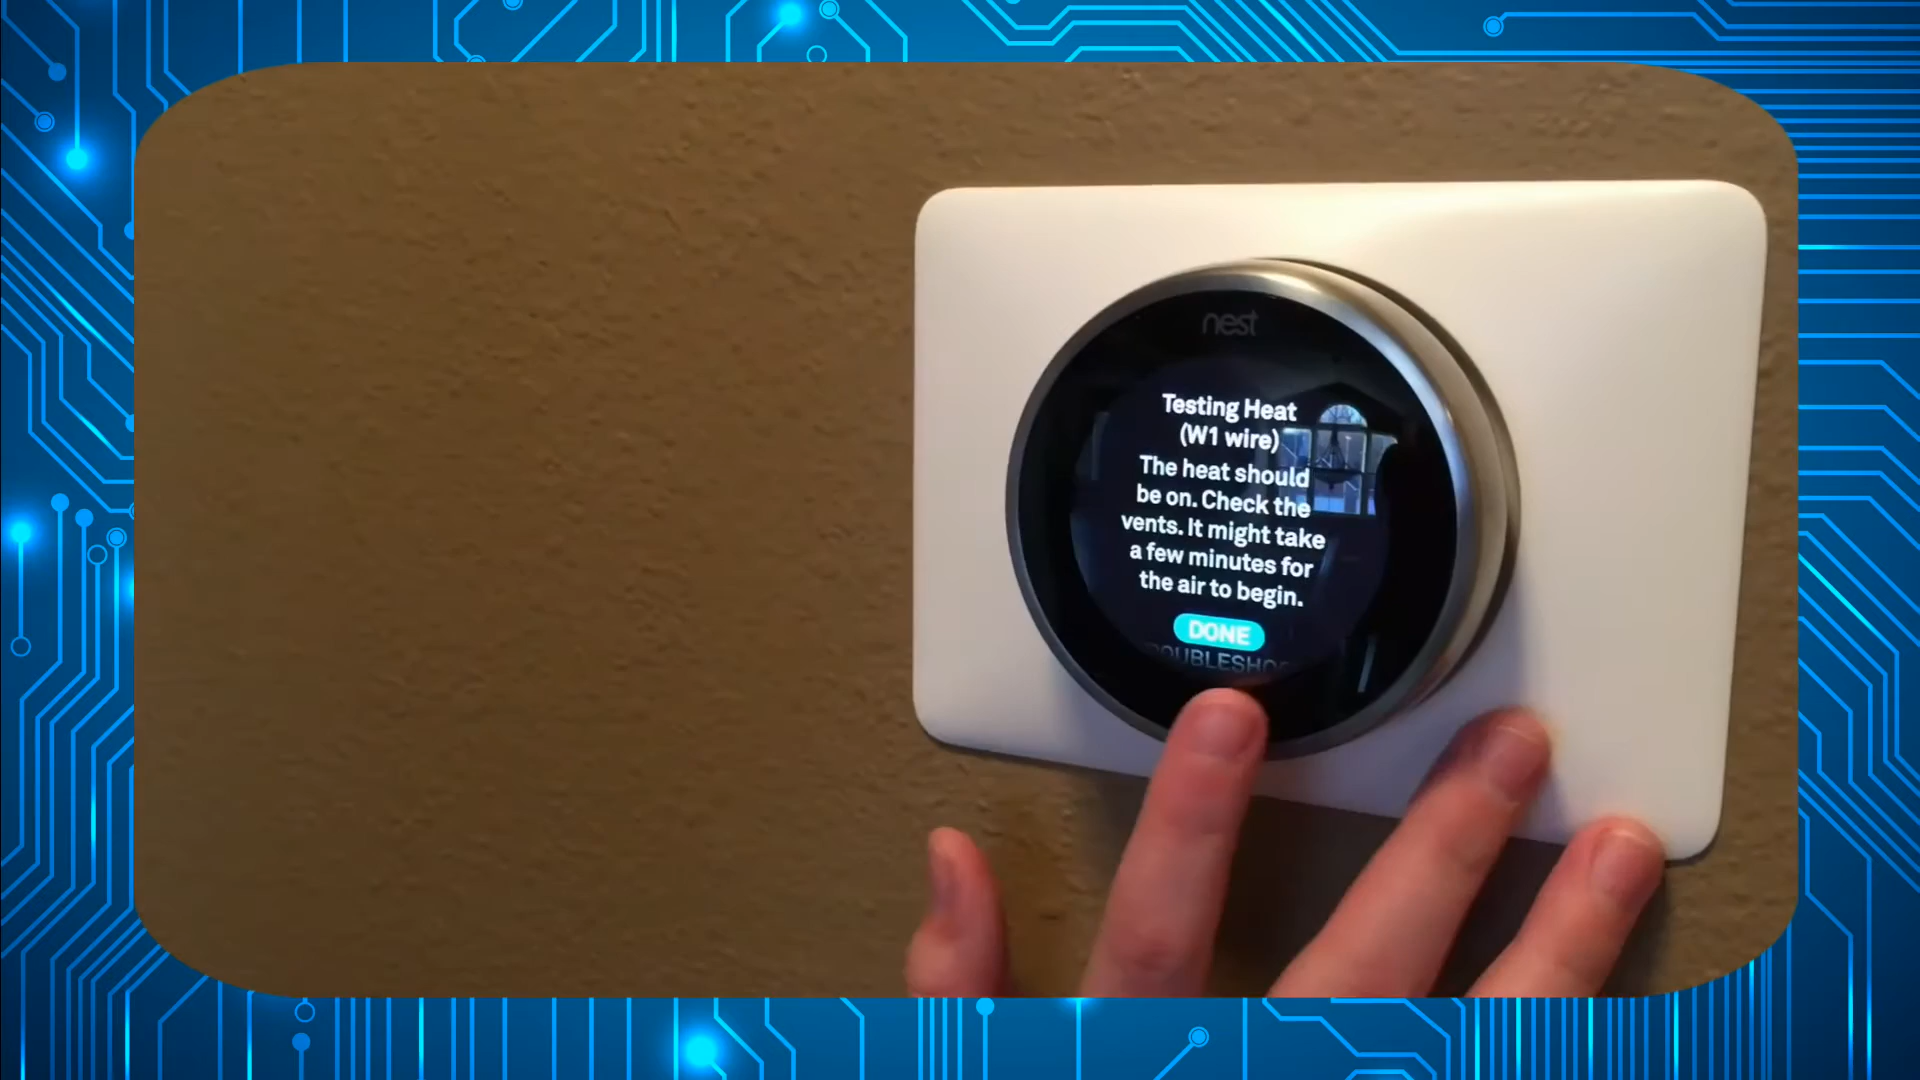 nest
Testing Heat
(W1 wire)
The heat should
be on. Check the
vents. It might take
a few minutes for
the air to begin.
DONE
OUBLESHO